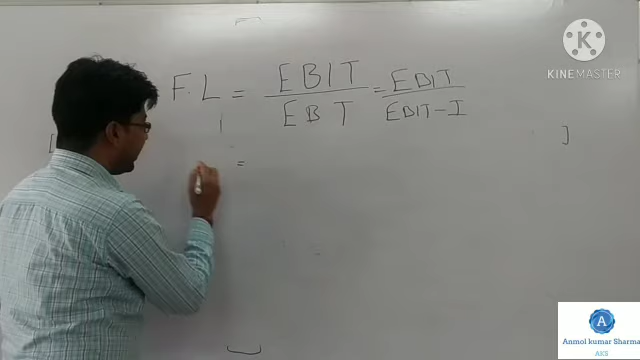 F.L = EBIT / EBT = EBIT / EBIT-I
=
KINEMASTER
A
Anmol kumar Sharma
AKS